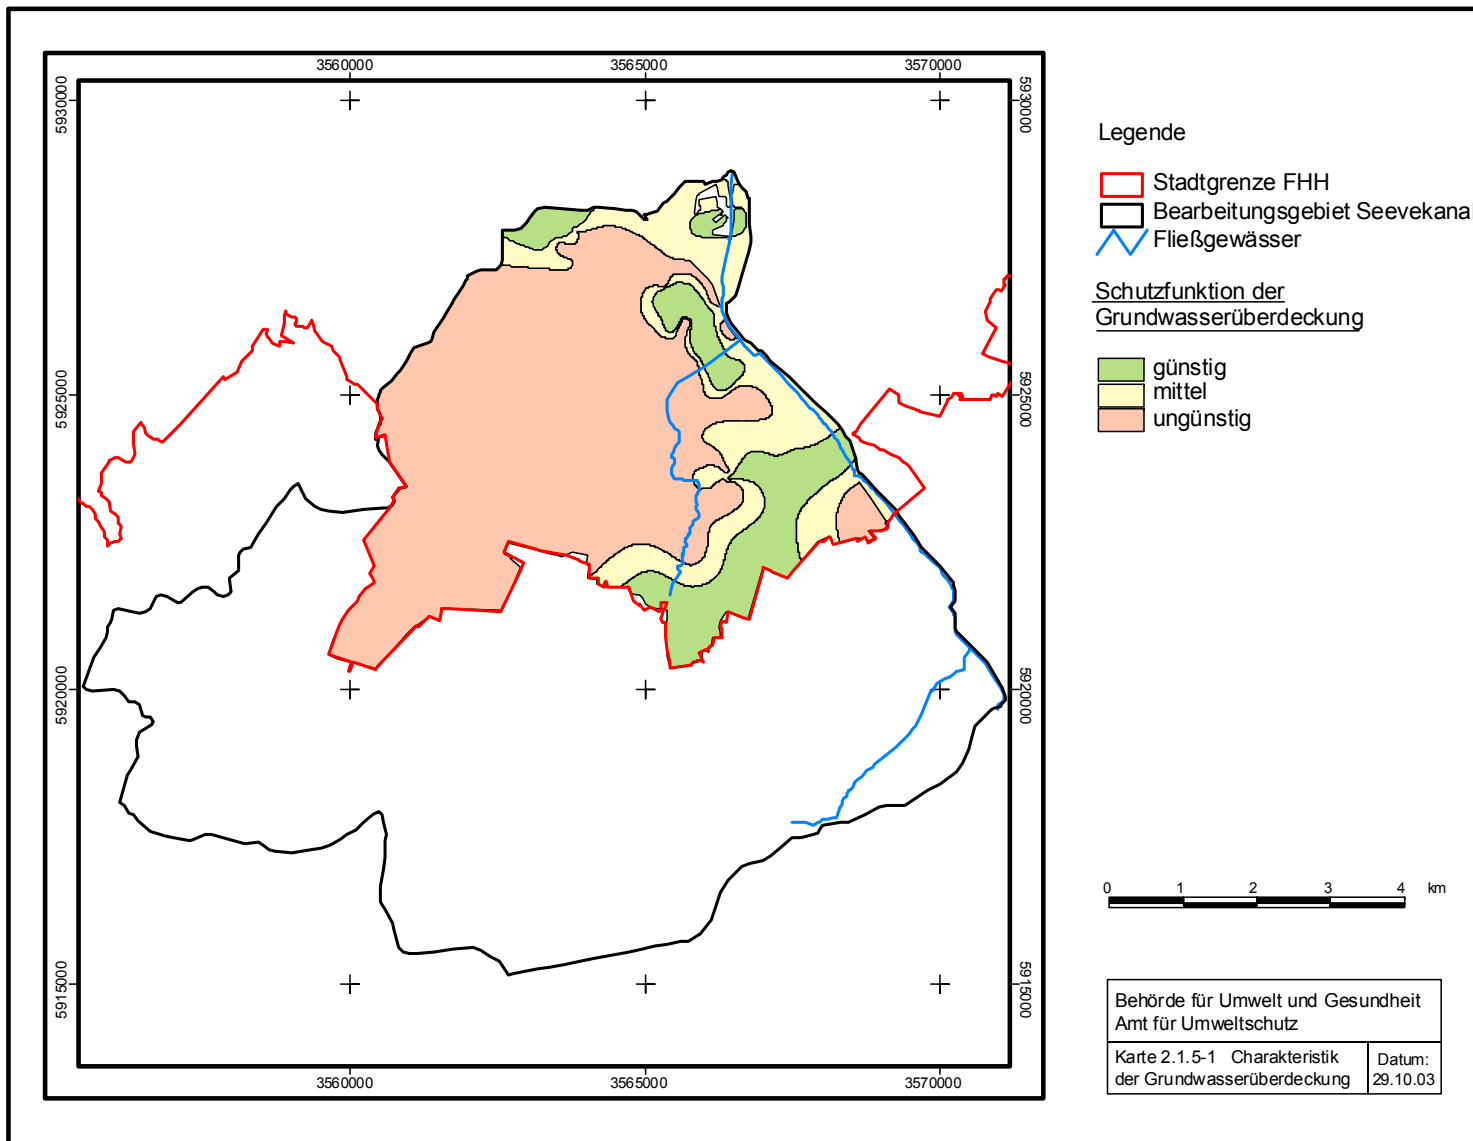 3560000 3565000 3570000
5930000 5930000
5925000 5925000
5920000 5920000
5915000 5915000
3560000 3565000 3570000
Legende
Stadtgrenze FHH
Bearbeitungsgebiet Seevekanal
Fließgewässer
Schutzfunktion der
Grundwasserüberdeckung
günstig
mittel
ungünstig
0 1 2 3 4 km
Behörde für Umwelt und Gesundheit
Amt für Umweltschutz
Karte 2.1.5-1 Charakteristik
der Grundwasserüberdeckung
Datum:
29.10.03